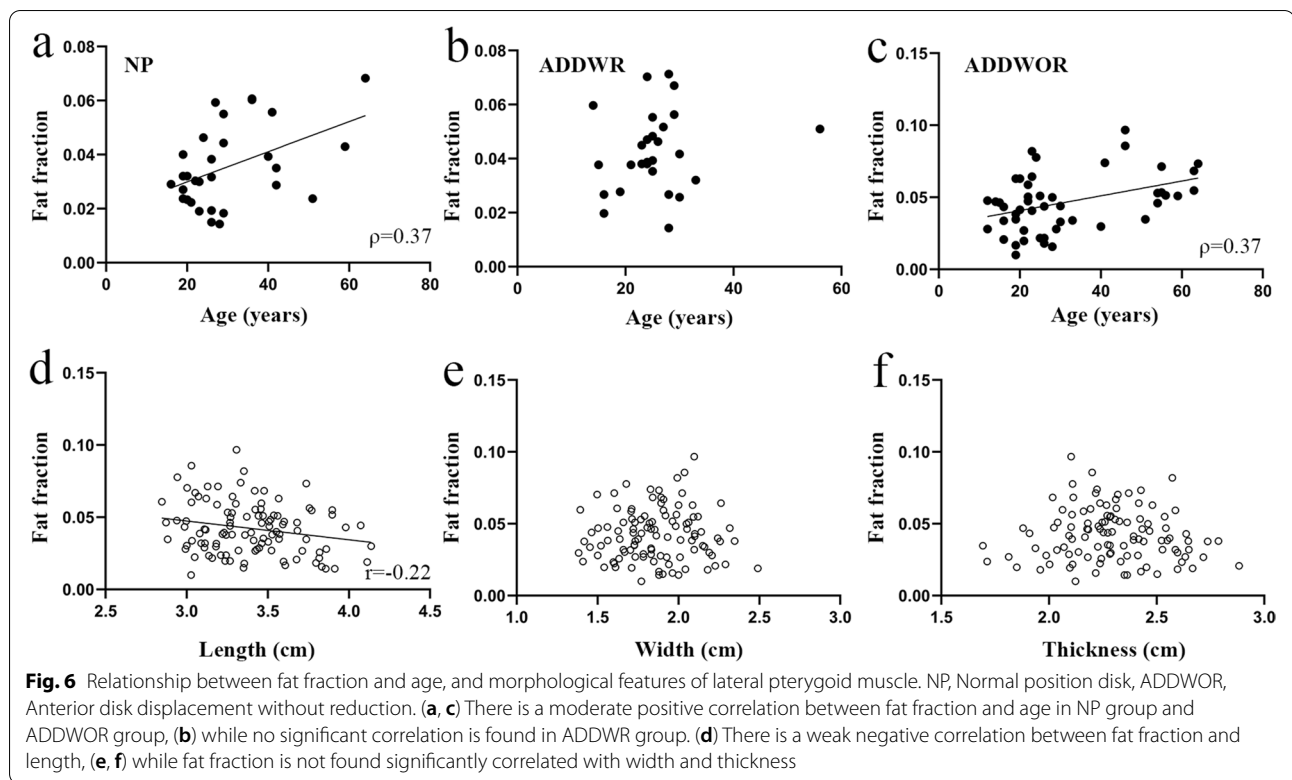 a
NP
0.08
0.06
0.04
0.02
0.00
Fat fraction
0 20 40 60 80
Age (years)
ρ=0.37
b
ADDWR
0.08
0.06
0.04
0.02
0.00
Fat fraction
0 20 40 60
Age (years)
c
ADDWOR
0.15
0.10
0.05
0.00
Fat fraction
0 20 40 60 80
Age (years)
ρ=0.37
d
0.15
0.10
0.05
0.00
Fat fraction
2.5 3.0 3.5 4.0 4.5
Length (cm)
r=-0.22
e
0.15
0.10
0.05
0.00
Fat fraction
1.0 1.5 2.0 2.5 3.0
Width (cm)
f
0.15
0.10
0.05
0.00
Fat fraction
1.5 2.0 2.5 3.0
Thickness (cm)
Fig. 6 Relationship between fat fraction and age, and morphological features of lateral pterygoid muscle. NP, Normal position disk, ADDWOR,
Anterior disk displacement without reduction. (a, c) There is a moderate positive correlation between fat fraction and age in NP group and
ADDWOR group, (b) while no significant correlation is found in ADDWR group. (d) There is a weak negative correlation between fat fraction and
length, (e, f) while fat fraction is not found significantly correlated with width and thickness